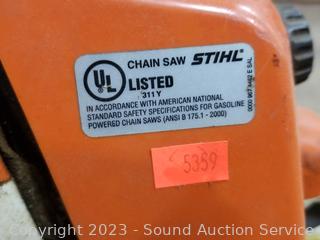 CHAIN SAW STIHL
UL
LISTED
311Y
IN ACCORDANCE WITH AMERICAN NATIONAL
STANDARD SAFETY SPECIFICATIONS FOR GASOLINE
POWERED CHAIN SAWS (ANSI B 175.1 - 2000)
5359
Copyright 2023 - Sound Auction Service